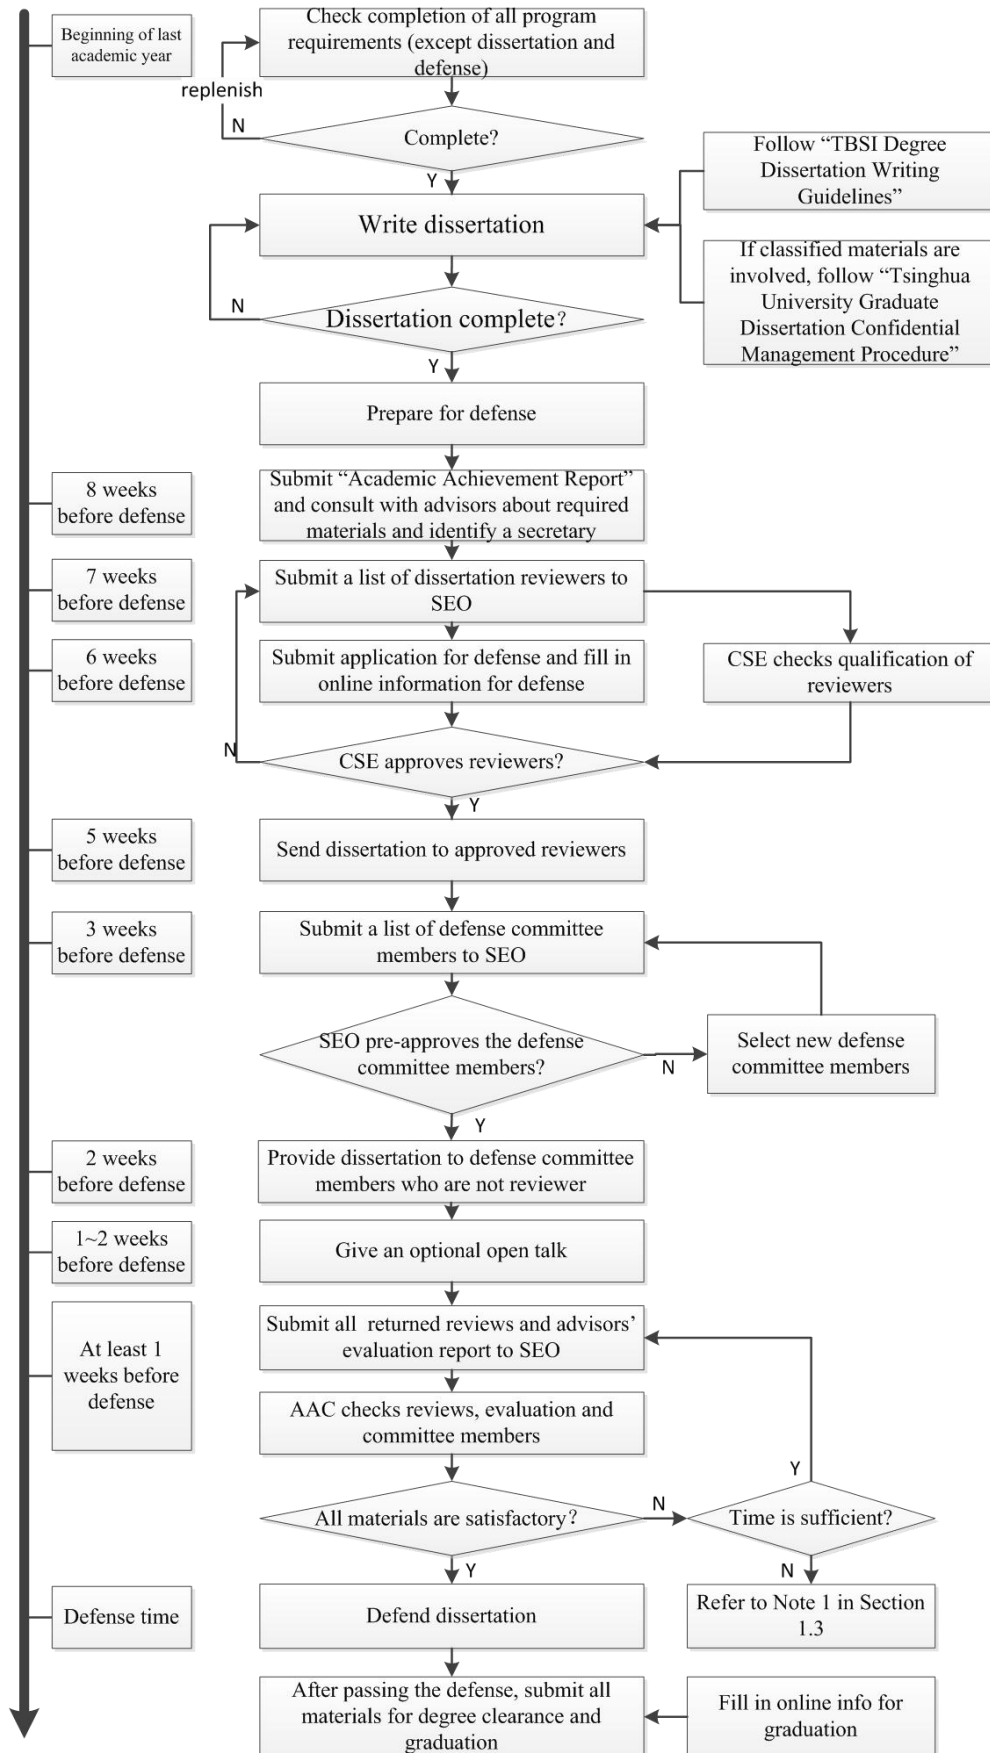 Beginning of last
academic year
Check completion of all program
requirements (except dissertation and
defense)
replenish
N
Complete?
Y
Follow “TBSI Degree
Dissertation Writing
Guidelines”
Write dissertation
If classified materials are
involved, follow “Tsinghua
University Graduate
Dissertation Confidential
Management Procedure”
N
Dissertation complete?
Y
Prepare for defense
8 weeks
before defense
Submit “Academic Achievement Report”
and consult with advisors about required
materials and identify a secretary
7 weeks
before defense
Submit a list of dissertation reviewers to
SEO
6 weeks
before defense
Submit application for defense and fill in
online information for defense
CSE checks qualification of
reviewers
N
CSE approves reviewers?
Y
5 weeks
before defense
Send dissertation to approved reviewers
3 weeks
before defense
Submit a list of defense committee
members to SEO
SEO pre-approves the defense
committee members?
N
Select new defense
committee members
Y
2 weeks
before defense
Provide dissertation to defense committee
members who are not reviewer
1~2 weeks
before defense
Give an optional open talk
At least 1
weeks before
defense
Submit all returned reviews and advisors’
evaluation report to SEO
AAC checks reviews, evaluation and
committee members
Y
All materials are satisfactory?
N
Time is sufficient?
Y
N
Defense time
Defend dissertation
Refer to Note 1 in Section
1.3
After passing the defense, submit all
materials for degree clearance and
graduation
Fill in online info for
graduation